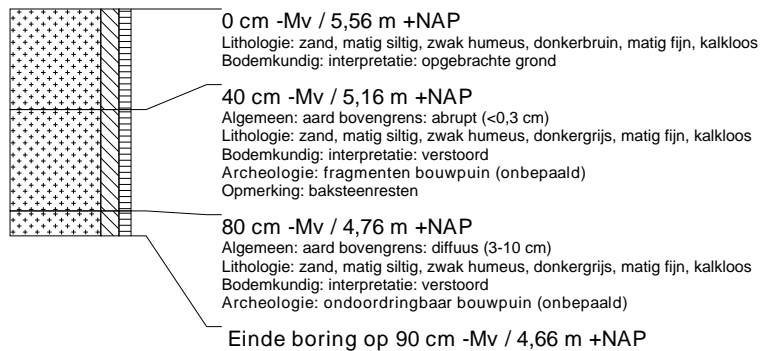 0 cm -Mv / 5,56 m +NAP
Lithologie: zand, matig siltig, zwak humeus, donkerbruin, matig fijn, kalkloos
Bodemkundig: interpretatie: opgebrachte grond
40 cm -Mv / 5,16 m +NAP
Algemeen: aard bovengrens: abrupt (<0,3 cm)
Lithologie: zand, matig siltig, zwak humeus, donkergrijs, matig fijn, kalkloos
Bodemkundig: interpretatie: verstoord
Archeologie: fragmenten bouwpuin (onbepaald)
Opmerking: baksteenresten
80 cm -Mv / 4,76 m +NAP
Algemeen: aard bovengrens: diffuus (3-10 cm)
Lithologie: zand, matig siltig, zwak humeus, donkergrijs, matig fijn, kalkloos
Bodemkundig: interpretatie: verstoord
Archeologie: ondoordringbaar bouwpuin (onbepaald)
Einde boring op 90 cm -Mv / 4,66 m +NAP